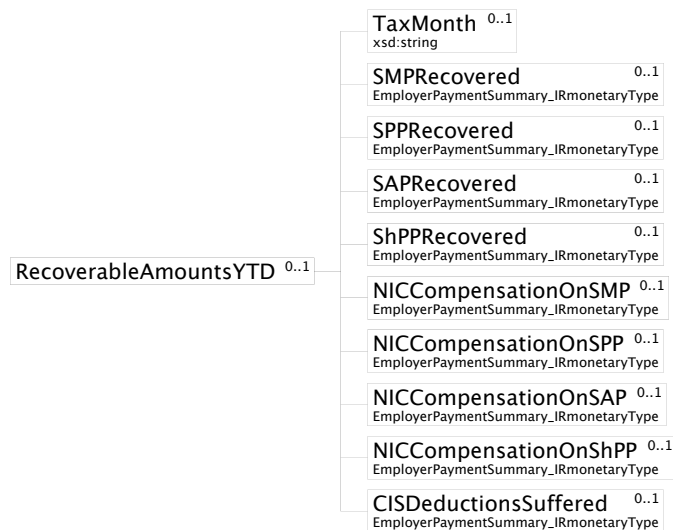 TaxMonth 0..1
xsd:string
SMPRecovered 0..1
EmployerPaymentSummary_IRmonetaryType
SPPRecovered 0..1
EmployerPaymentSummary_IRmonetaryType
SAPRecovered 0..1
EmployerPaymentSummary_IRmonetaryType
ShPPRecovered 0..1
EmployerPaymentSummary_IRmonetaryType
RecoverableAmountsYTD 0..1
NICCompensationOnSMP 0..1
EmployerPaymentSummary_IRmonetaryType
NICCompensationOnSPP 0..1
EmployerPaymentSummary_IRmonetaryType
NICCompensationOnSAP 0..1
EmployerPaymentSummary_IRmonetaryType
NICCompensationOnShPP 0..1
EmployerPaymentSummary_IRmonetaryType
CISDeductionsSuffered 0..1
EmployerPaymentSummary_IRmonetaryType